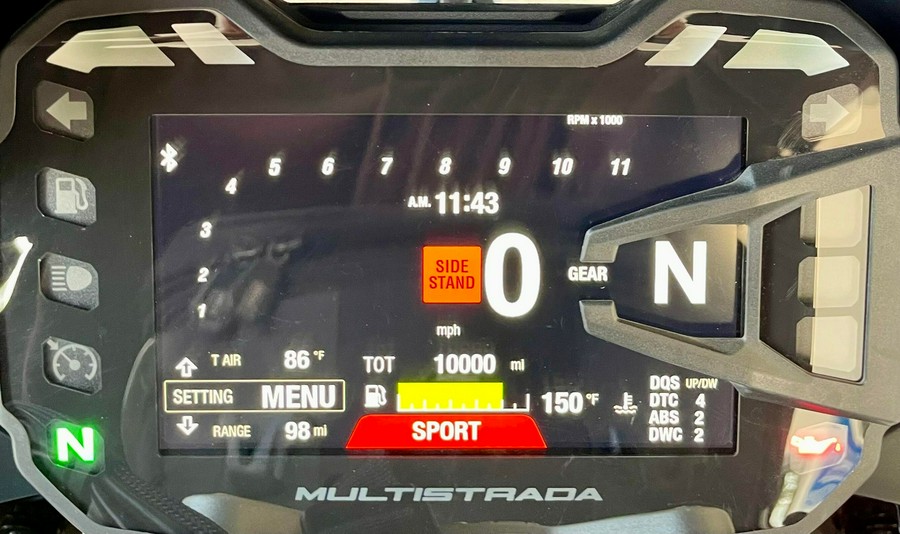 RPM x 1000
1 2 3 4 5 6 7 8 9 10 11
A.M. 11:43
SIDE
STAND
0
GEAR N
mph
T AIR 86 °F
TOT 10000 mi
SETTING MENU
150 °F
RANGE 98 mi
SPORT
DQS UP/DW
DTC 4
ABS 2
DWC 2
N
MULTISTRADA